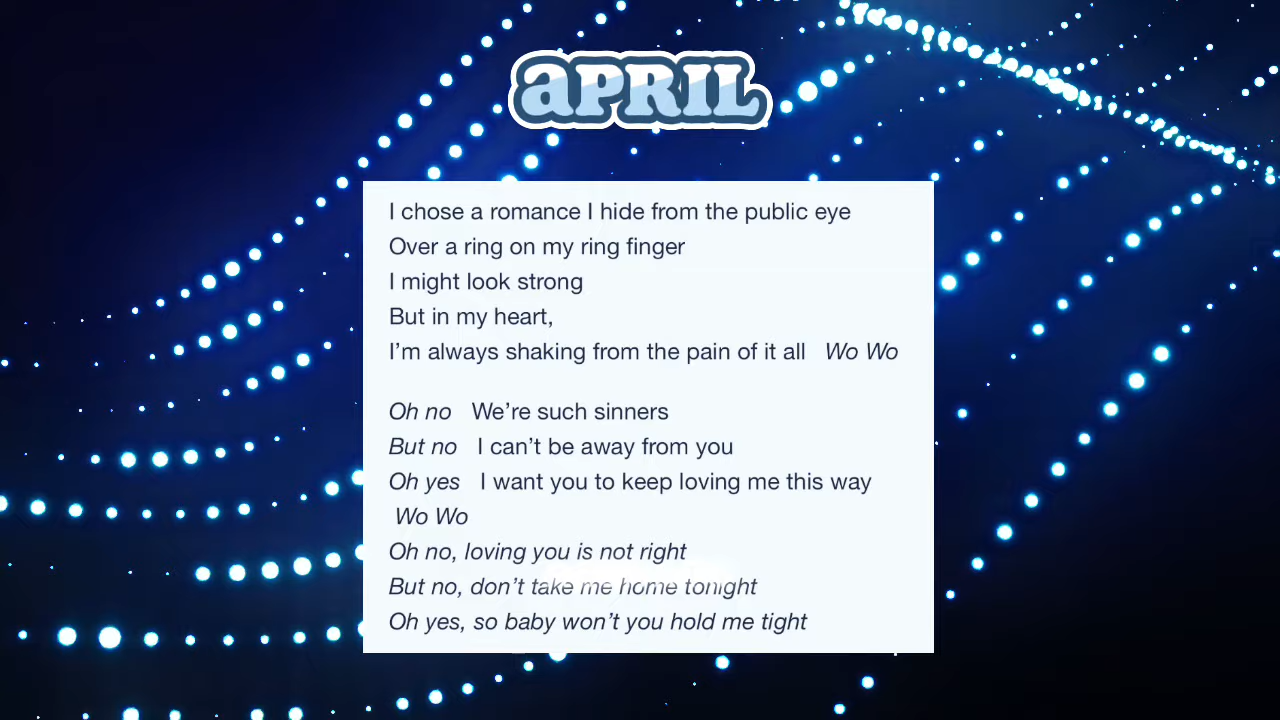 aPRIL
I chose a romance I hide from the public eye
Over a ring on my ring finger
I might look strong
But in my heart,
I’m always shaking from the pain of it all Wo Wo
Oh no We’re such sinners
But no I can’t be away from you
Oh yes I want you to keep loving me this way
Wo Wo
Oh no, loving you is not right
But no, don’t take me home tonight
Oh yes, so baby won’t you hold me tight